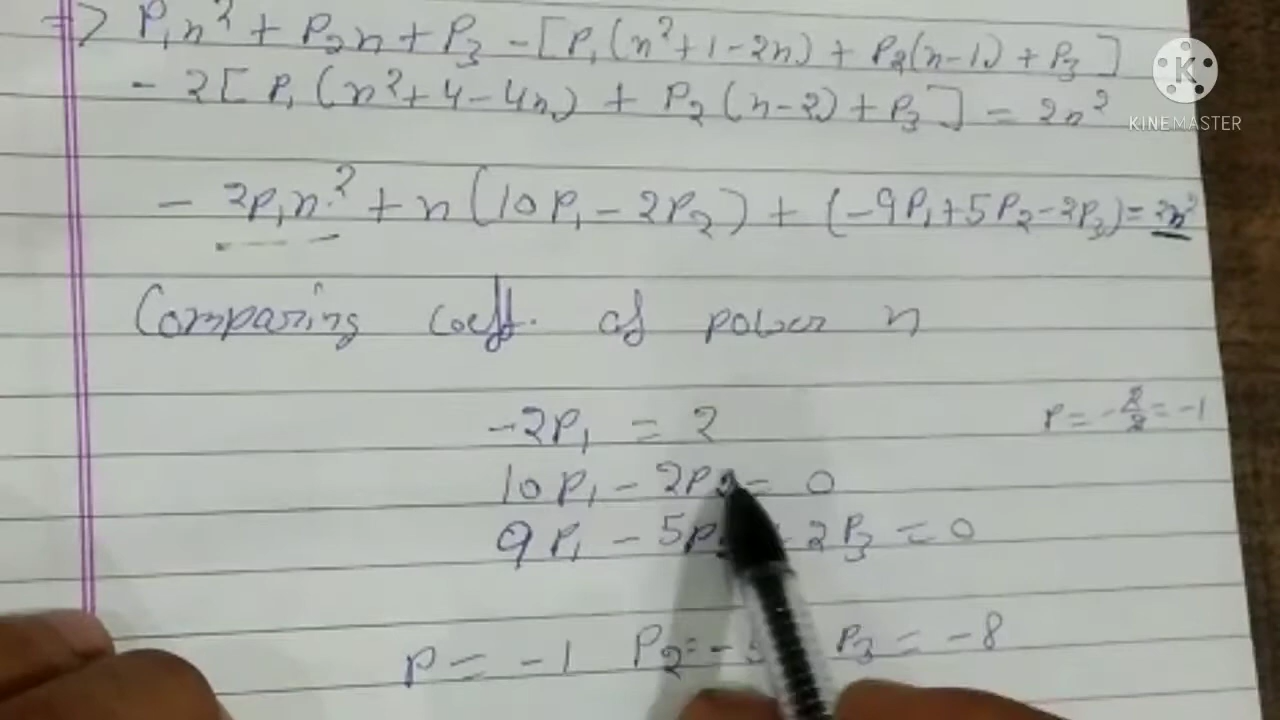 => P₁n² + P₂n + P₃ - [P₁(n²+1-2n) + P₂(n-1) + P₃]
- 2[P₁(n²+4-4n) + P₂(n-2) + P₃] = 2n²
K
KINEMASTER
- 2P₁n² + n(10P₁ - 2P₂) + (-9P₁+5P₂-2P₃) = 2n²
Comparing Coeff. of power n
-2P₁ = 2
P = -2/2 = -1
10P₁ - 2P₂ = 0
9P₁ - 5P₂ + 2P₃ = 0
P = -1 P₂ = -5 P₃ = -8